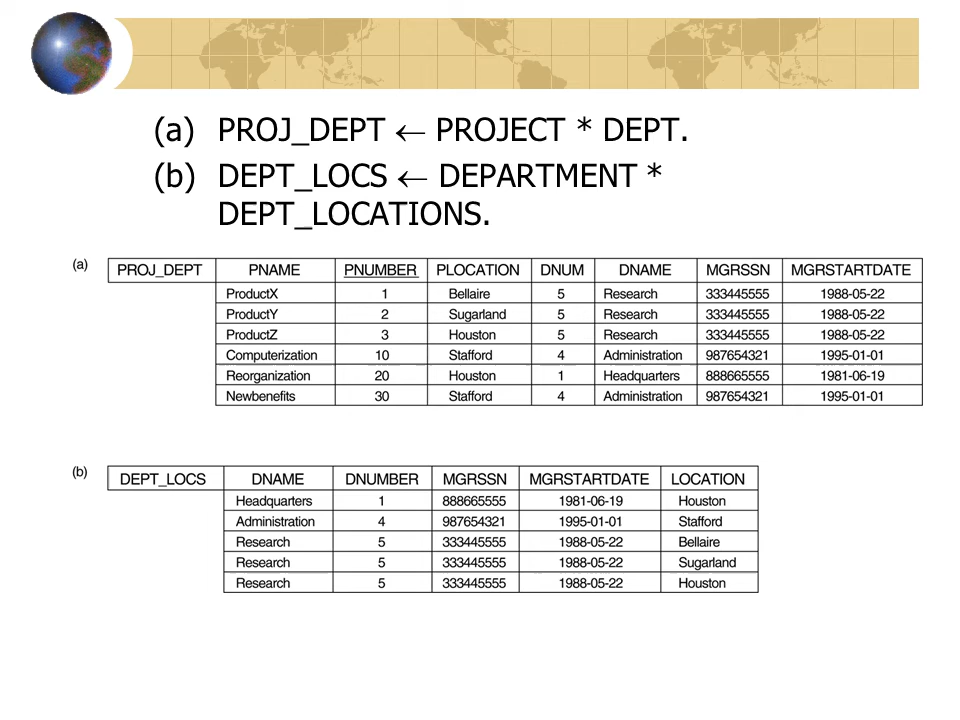 (a) PROJ_DEPT ← PROJECT * DEPT.
(b) DEPT_LOCS ← DEPARTMENT *
DEPT_LOCATIONS.
(a) PROJ_DEPT PNAME PNUMBER PLOCATION DNUM DNAME MGRSSN MGRSTARTDATE
ProductX 1 Bellaire 5 Research 333445555 1988-05-22
ProductY 2 Sugarland 5 Research 333445555 1988-05-22
ProductZ 3 Houston 5 Research 333445555 1988-05-22
Computerization 10 Stafford 4 Administration 987654321 1995-01-01
Reorganization 20 Houston 1 Headquarters 888665555 1981-06-19
Newbenefits 30 Stafford 4 Administration 987654321 1995-01-01
(b) DEPT_LOCS DNAME DNUMBER MGRSSN MGRSTARTDATE LOCATION
Headquarters 1 888665555 1981-06-19 Houston
Administration 4 987654321 1995-01-01 Stafford
Research 5 333445555 1988-05-22 Bellaire
Research 5 333445555 1988-05-22 Sugarland
Research 5 333445555 1988-05-22 Houston